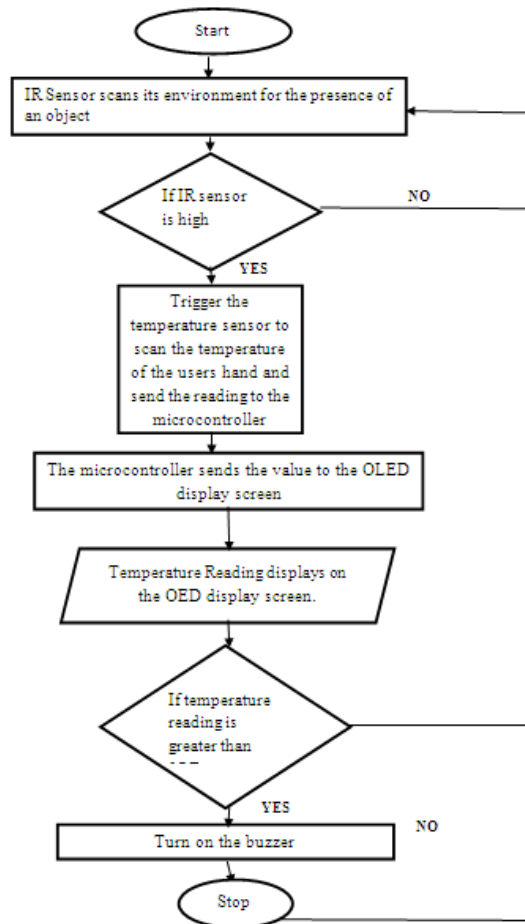 Start
IR Sensor scans its environment for the presence of
an object
If IR sensor
is high
NO
YES
Trigger the
temperature sensor to
scan the temperature
of the users hand and
send the reading to the
microcontroller
The microcontroller sends the value to the OLED
display screen
Temperature Reading displays on
the OED display screen.
If temperature
reading is
greater than
YES
NO
Turn on the buzzer
Stop